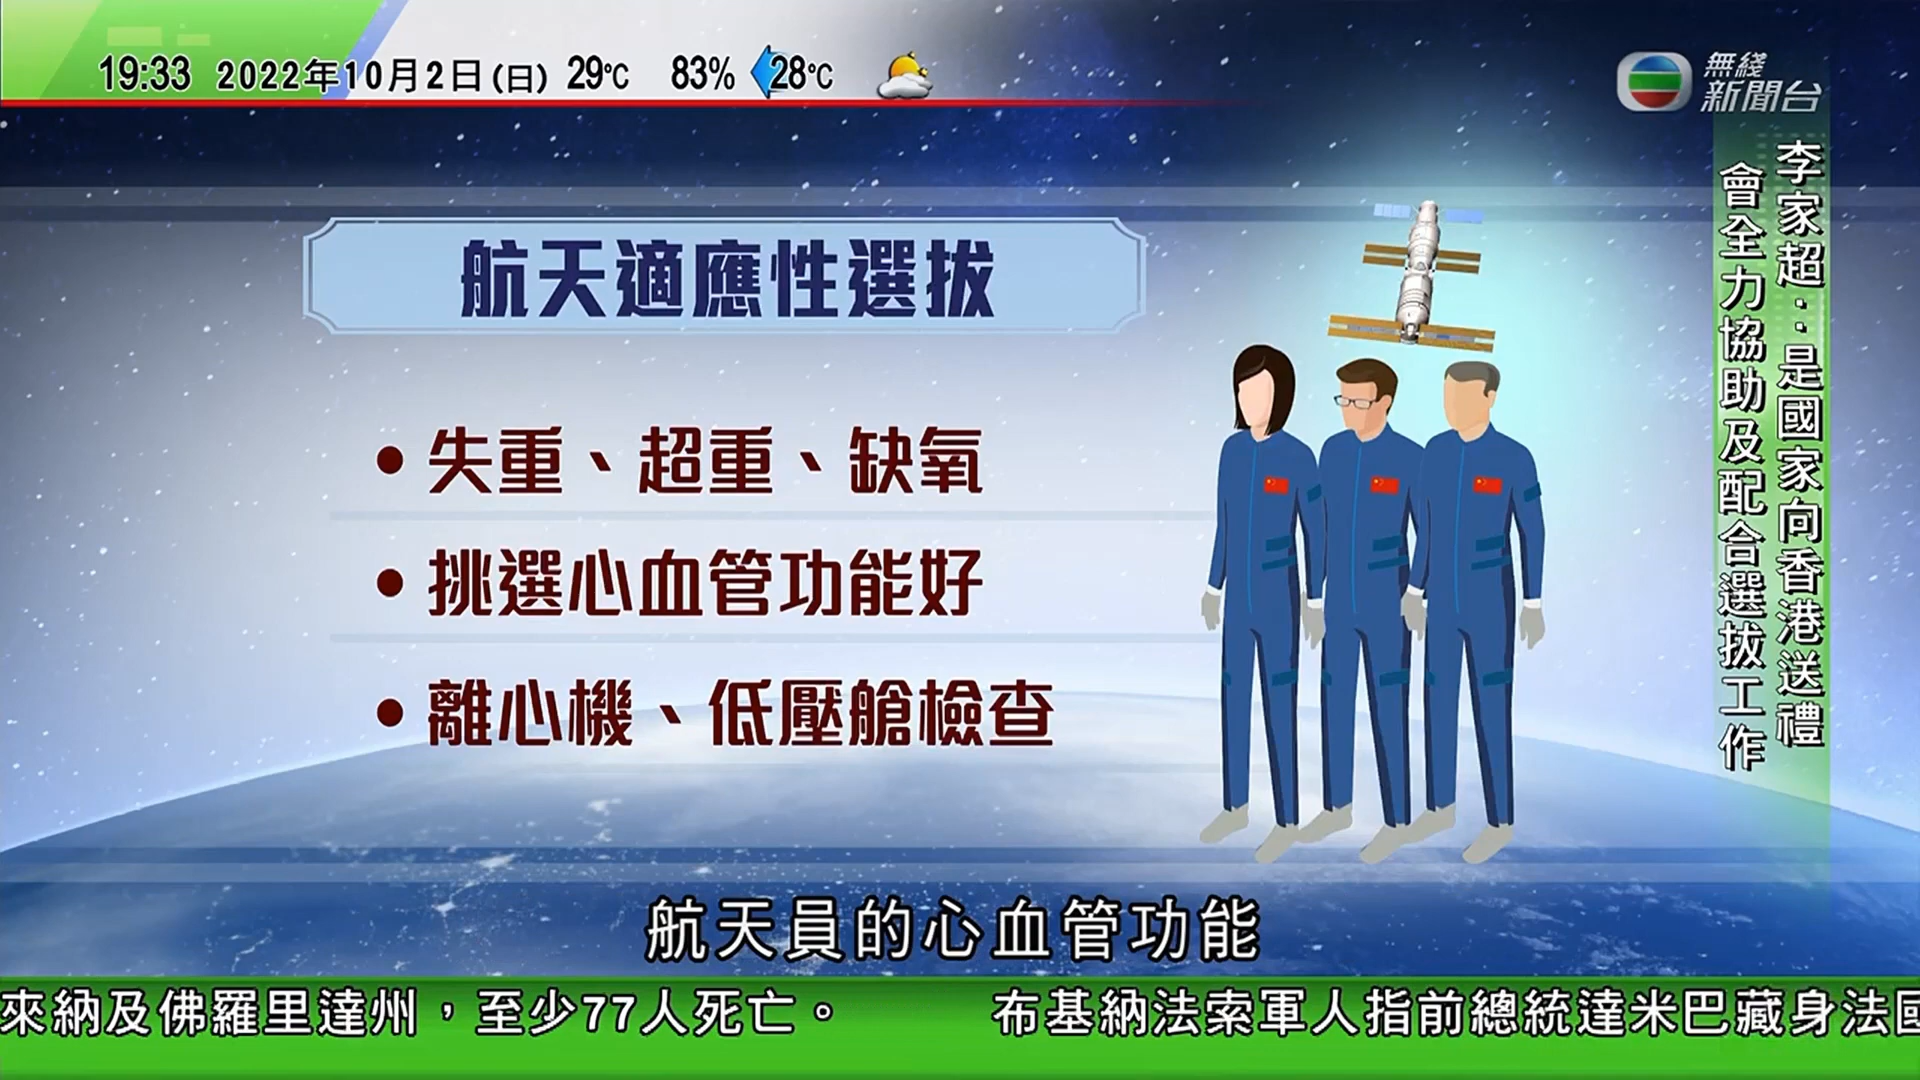 19:33 2022年10月2日(日) 29°C 83% 28°C
無綫
新聞台
李家超：是國家向香港送禮
會全力協助及配合選拔工作
航天適應性選拔
• 失重、超重、缺氧
• 挑選心血管功能好
• 離心機、低壓艙檢查
航天員的心血管功能
來納及佛羅里達州，至少77人死亡。 布基納法索軍人指前總統達米巴藏身法國